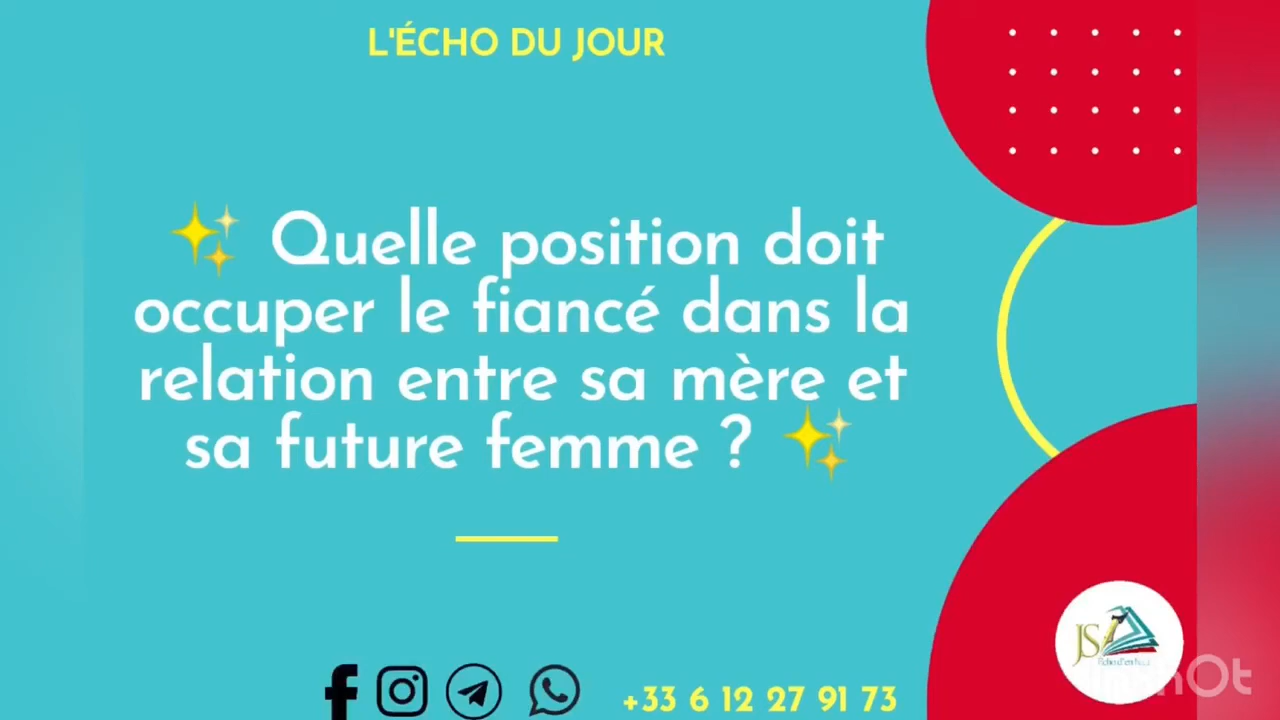 L'ÉCHO DU JOUR
✨ Quelle position doit
occuper le fiancé dans la
relation entre sa mère et
sa future femme ? ✨
+33 6 12 27 91 73